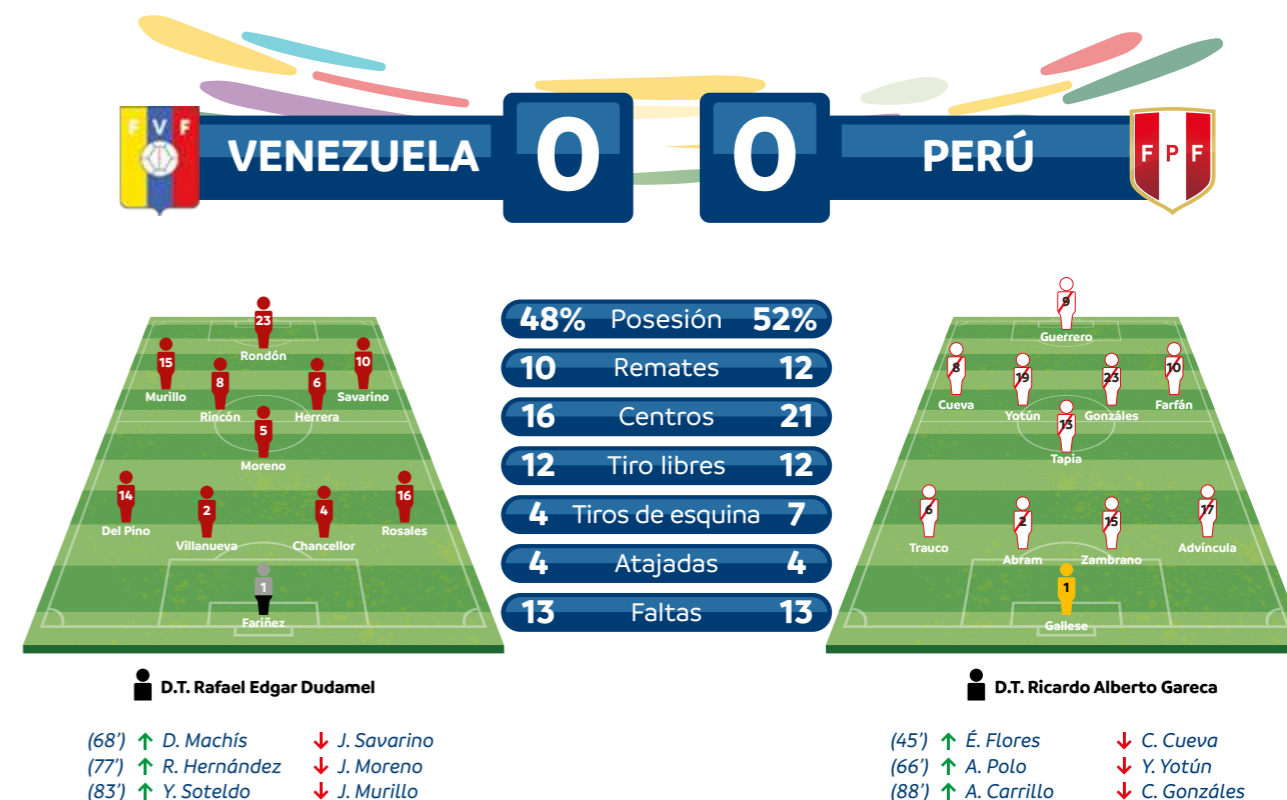 FVF
VENEZUELA 0 0 PERÚ
FPF
23
Rondón
15 10
Murillo Savarino
8 6
Rincón Herrera
5
Moreno
14 16
Del Pino Rosales
2 4
Villanueva Chancellor
1
Fariñez
48% Posesión 52%
10 Remates 12
16 Centros 21
12 Tiro libres 12
4 Tiros de esquina 7
4 Atajadas 4
13 Faltas 13
9
Guerrero
8 10
Cueva Farfán
19 23
Yotún Gonzáles
13
Tapia
6 17
Trauco Advíncula
2 15
Abram Zambrano
1
Gallese
D.T. Rafael Edgar Dudamel
(68') ↑ D. Machís ↓ J. Savarino
(77') ↑ R. Hernández ↓ J. Moreno
(83') ↑ Y. Soteldo ↓ J. Murillo
D.T. Ricardo Alberto Gareca
(45') ↑ É. Flores ↓ C. Cueva
(66') ↑ A. Polo ↓ Y. Yotún
(88') ↑ A. Carrillo ↓ C. Gonzáles